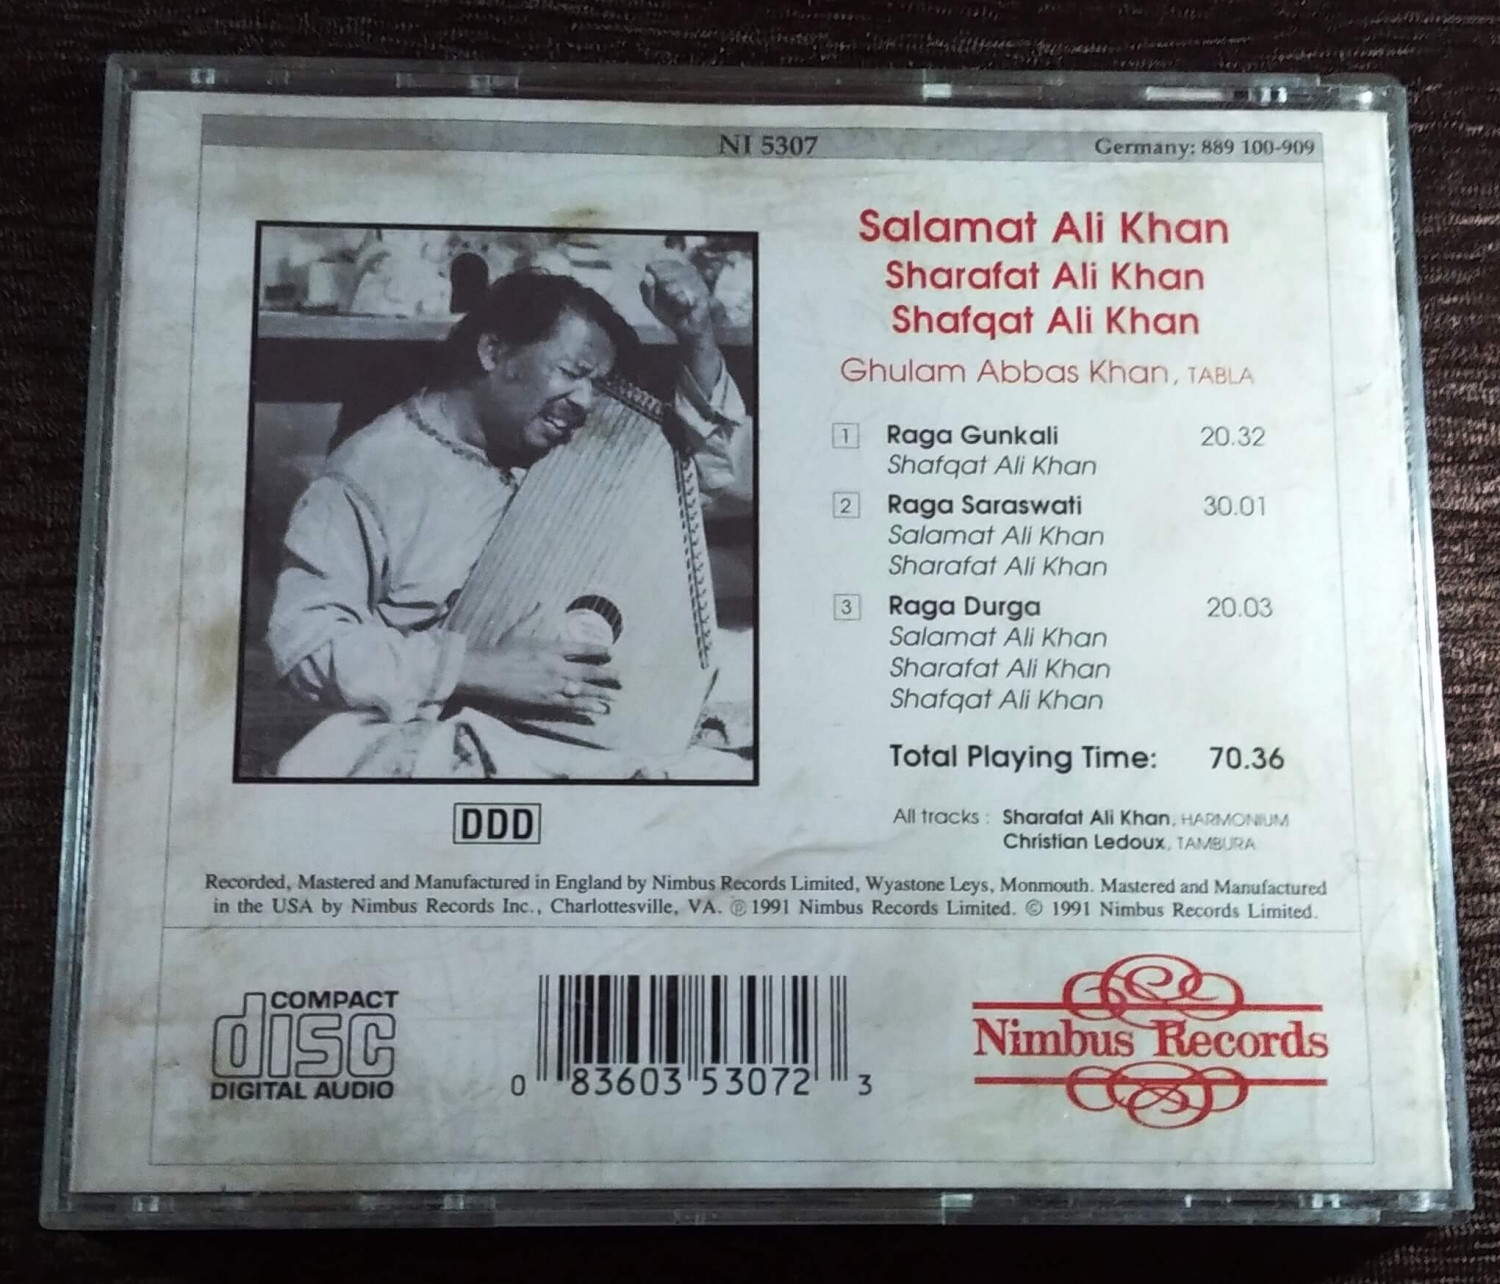 NI 5307 Germany: 889 100-909
Salamat Ali Khan
Sharafat Ali Khan
Shafqat Ali Khan
Ghulam Abbas Khan, TABLA
1 Raga Gunkali 20.32
Shafqat Ali Khan
2 Raga Saraswati 30.01
Salamat Ali Khan
Sharafat Ali Khan
3 Raga Durga 20.03
Salamat Ali Khan
Sharafat Ali Khan
Shafqat Ali Khan
Total Playing Time: 70.36
All tracks : Sharafat Ali Khan, HARMONIUM
Christian Ledoux, TAMBURA
DDD
Recorded, Mastered and Manufactured in England by Nimbus Records Limited, Wyastone Leys, Monmouth. Mastered and Manufactured
in the USA by Nimbus Records Inc., Charlottesville, VA. ℗ 1991 Nimbus Records Limited. © 1991 Nimbus Records Limited.
COMPACT
disc
DIGITAL AUDIO
0 83603 53072 3
Nimbus Records